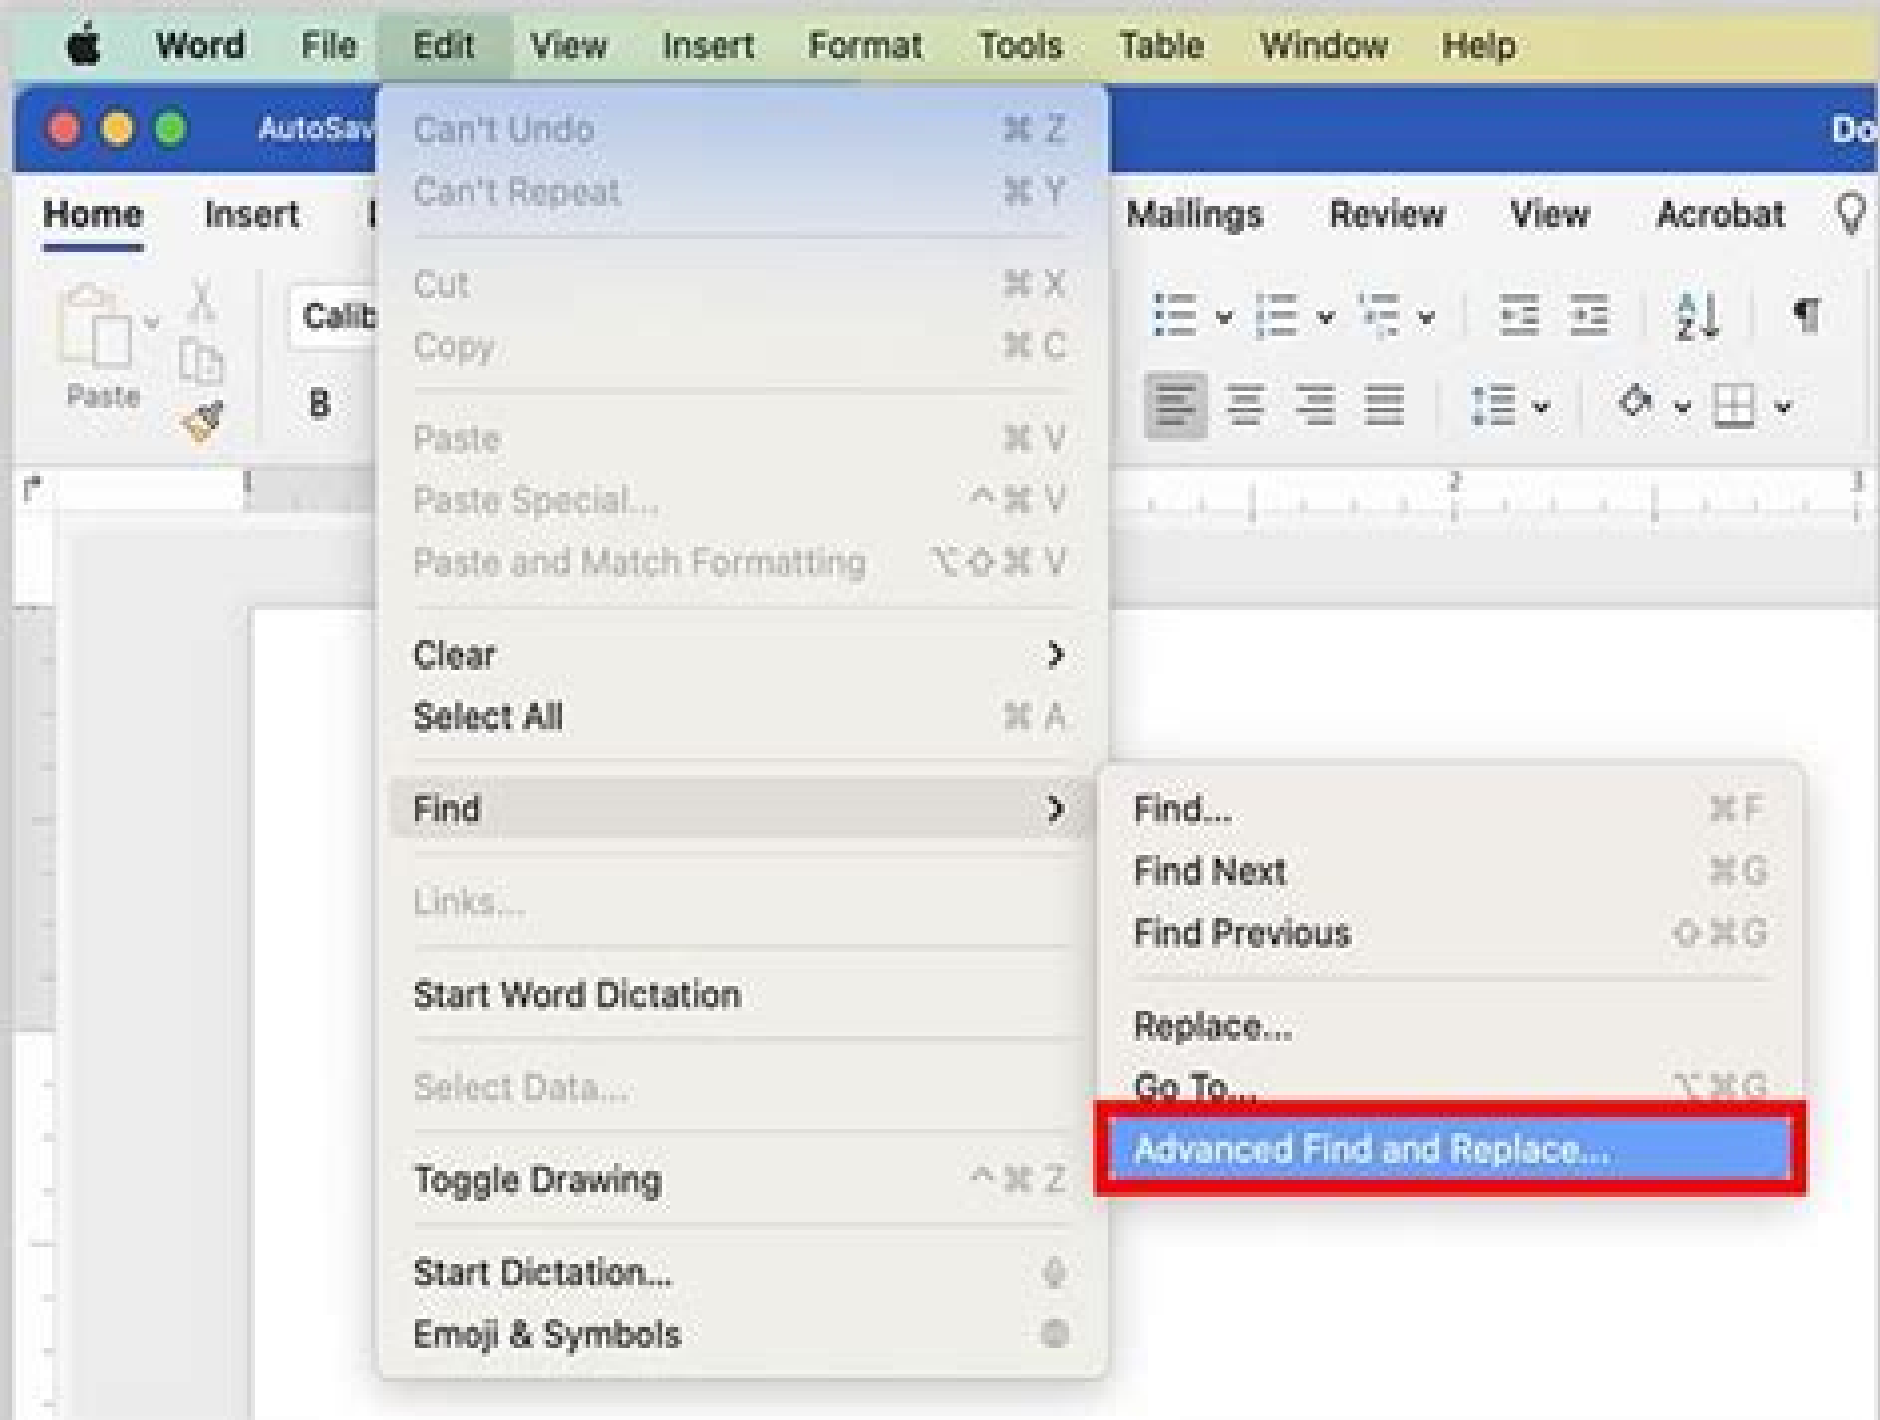 Word File Edit View Insert Format Tools Table Window Help
AutoSav
Do
Home Insert
Mailings Review View Acrobat
Paste
Calib
B
1
2
3
Can't Undo ⌘ Z
Can't Repeat ⌘ Y
Cut ⌘ X
Copy ⌘ C
Paste ⌘ V
Paste Special... ^ ⌘ V
Paste and Match Formatting ⌥⇧⌘ V
Clear
Select All ⌘ A
Find
Links...
Start Word Dictation
Select Data...
Toggle Drawing ^ ⌘ Z
Start Dictation...
Emoji & Symbols
Find... ⌘F
Find Next ⌘G
Find Previous ⇧⌘G
Replace...
Go To... ⌥⌘G
Advanced Find and Replace...